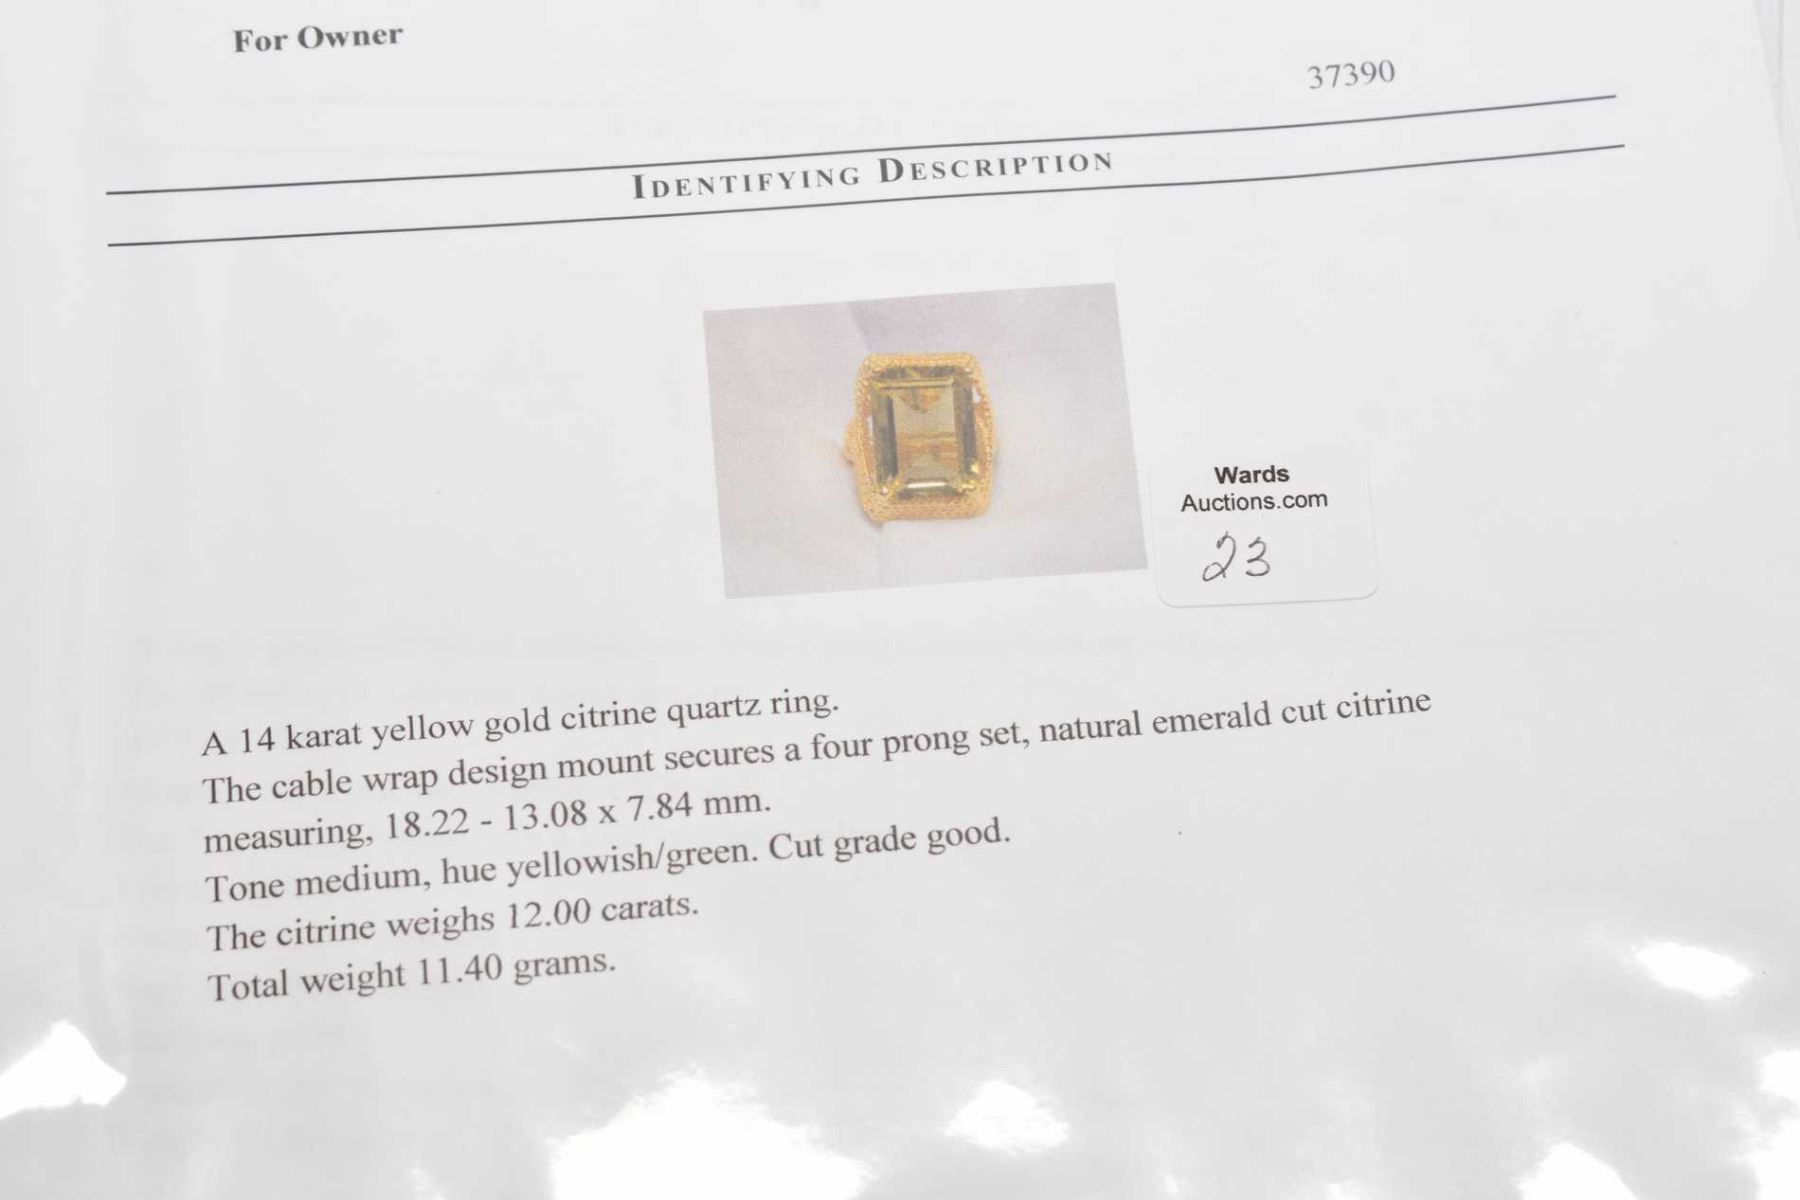 For Owner
37390
IDENTIFYING DESCRIPTION
Wards
Auctions.com
23
A 14 karat yellow gold citrine quartz ring.
The cable wrap design mount secures a four prong set, natural emerald cut citrine
measuring, 18.22 - 13.08 x 7.84 mm.
Tone medium, hue yellowish/green. Cut grade good.
The citrine weighs 12.00 carats.
Total weight 11.40 grams.